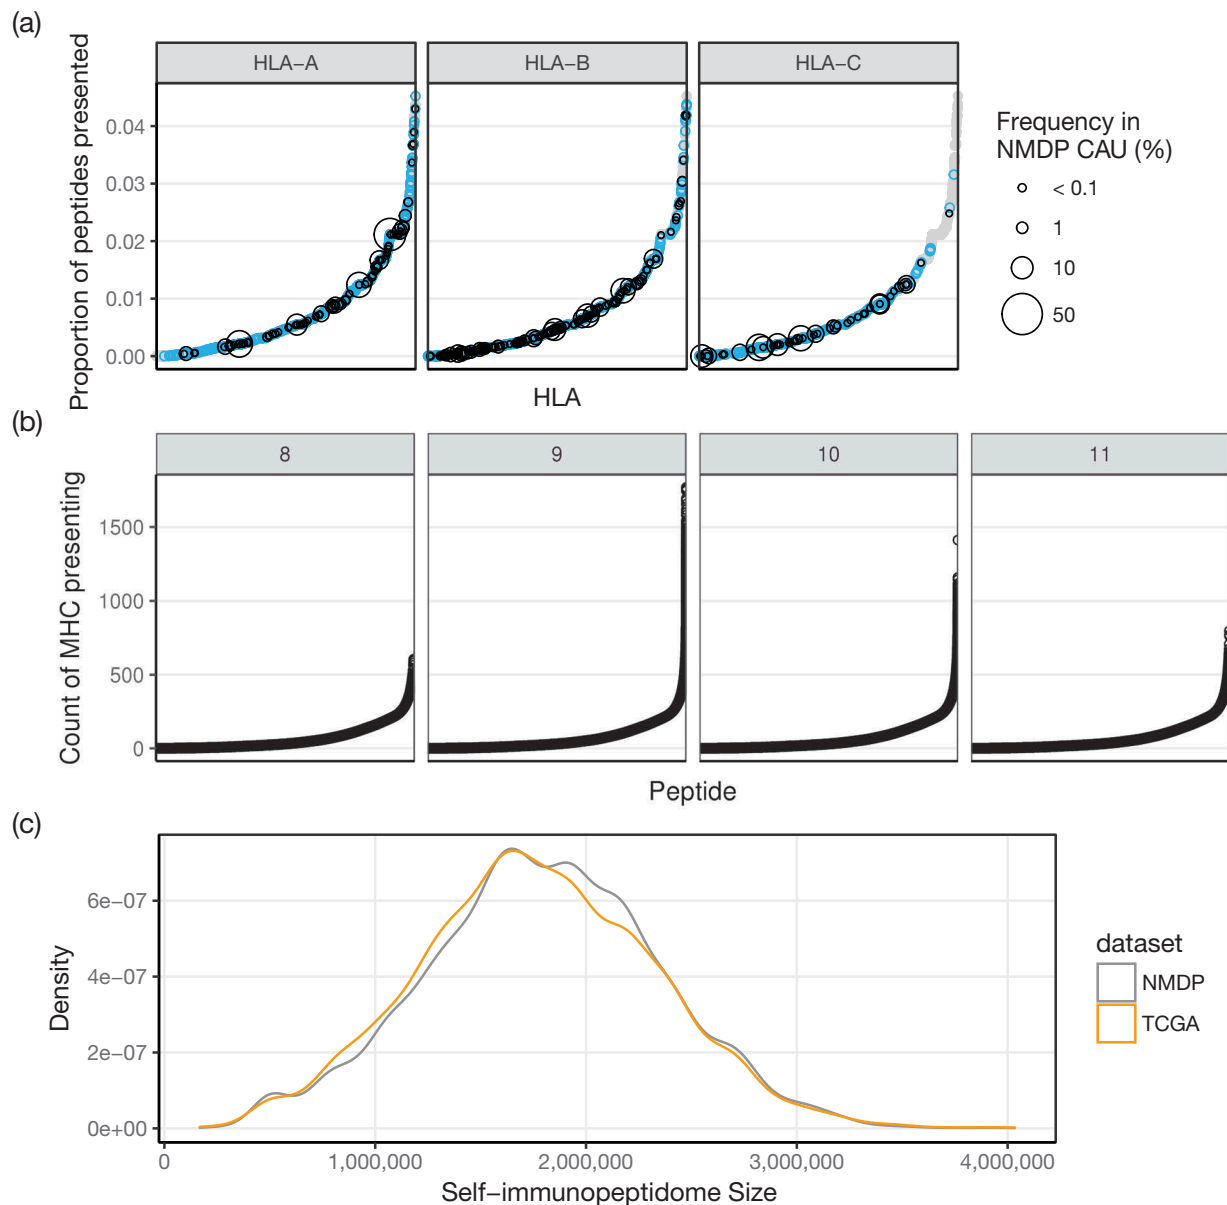 (a)
HLA−A
HLA−B
HLA−C
Proportion of peptides presented
0.04
0.03
0.02
0.01
0.00
HLA
Frequency in
NMDP CAU (%)
< 0.1
1
10
50
(b)
8
9
10
11
Count of MHC presenting
1500
1000
500
0
Peptide
(c)
Density
6e−07
4e−07
2e−07
0e+00
0
1,000,000
2,000,000
3,000,000
4,000,000
Self−immunopeptidome Size
dataset
NMDP
TCGA